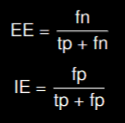 EE = fn / tp + fn
IE = fp / tp + fp